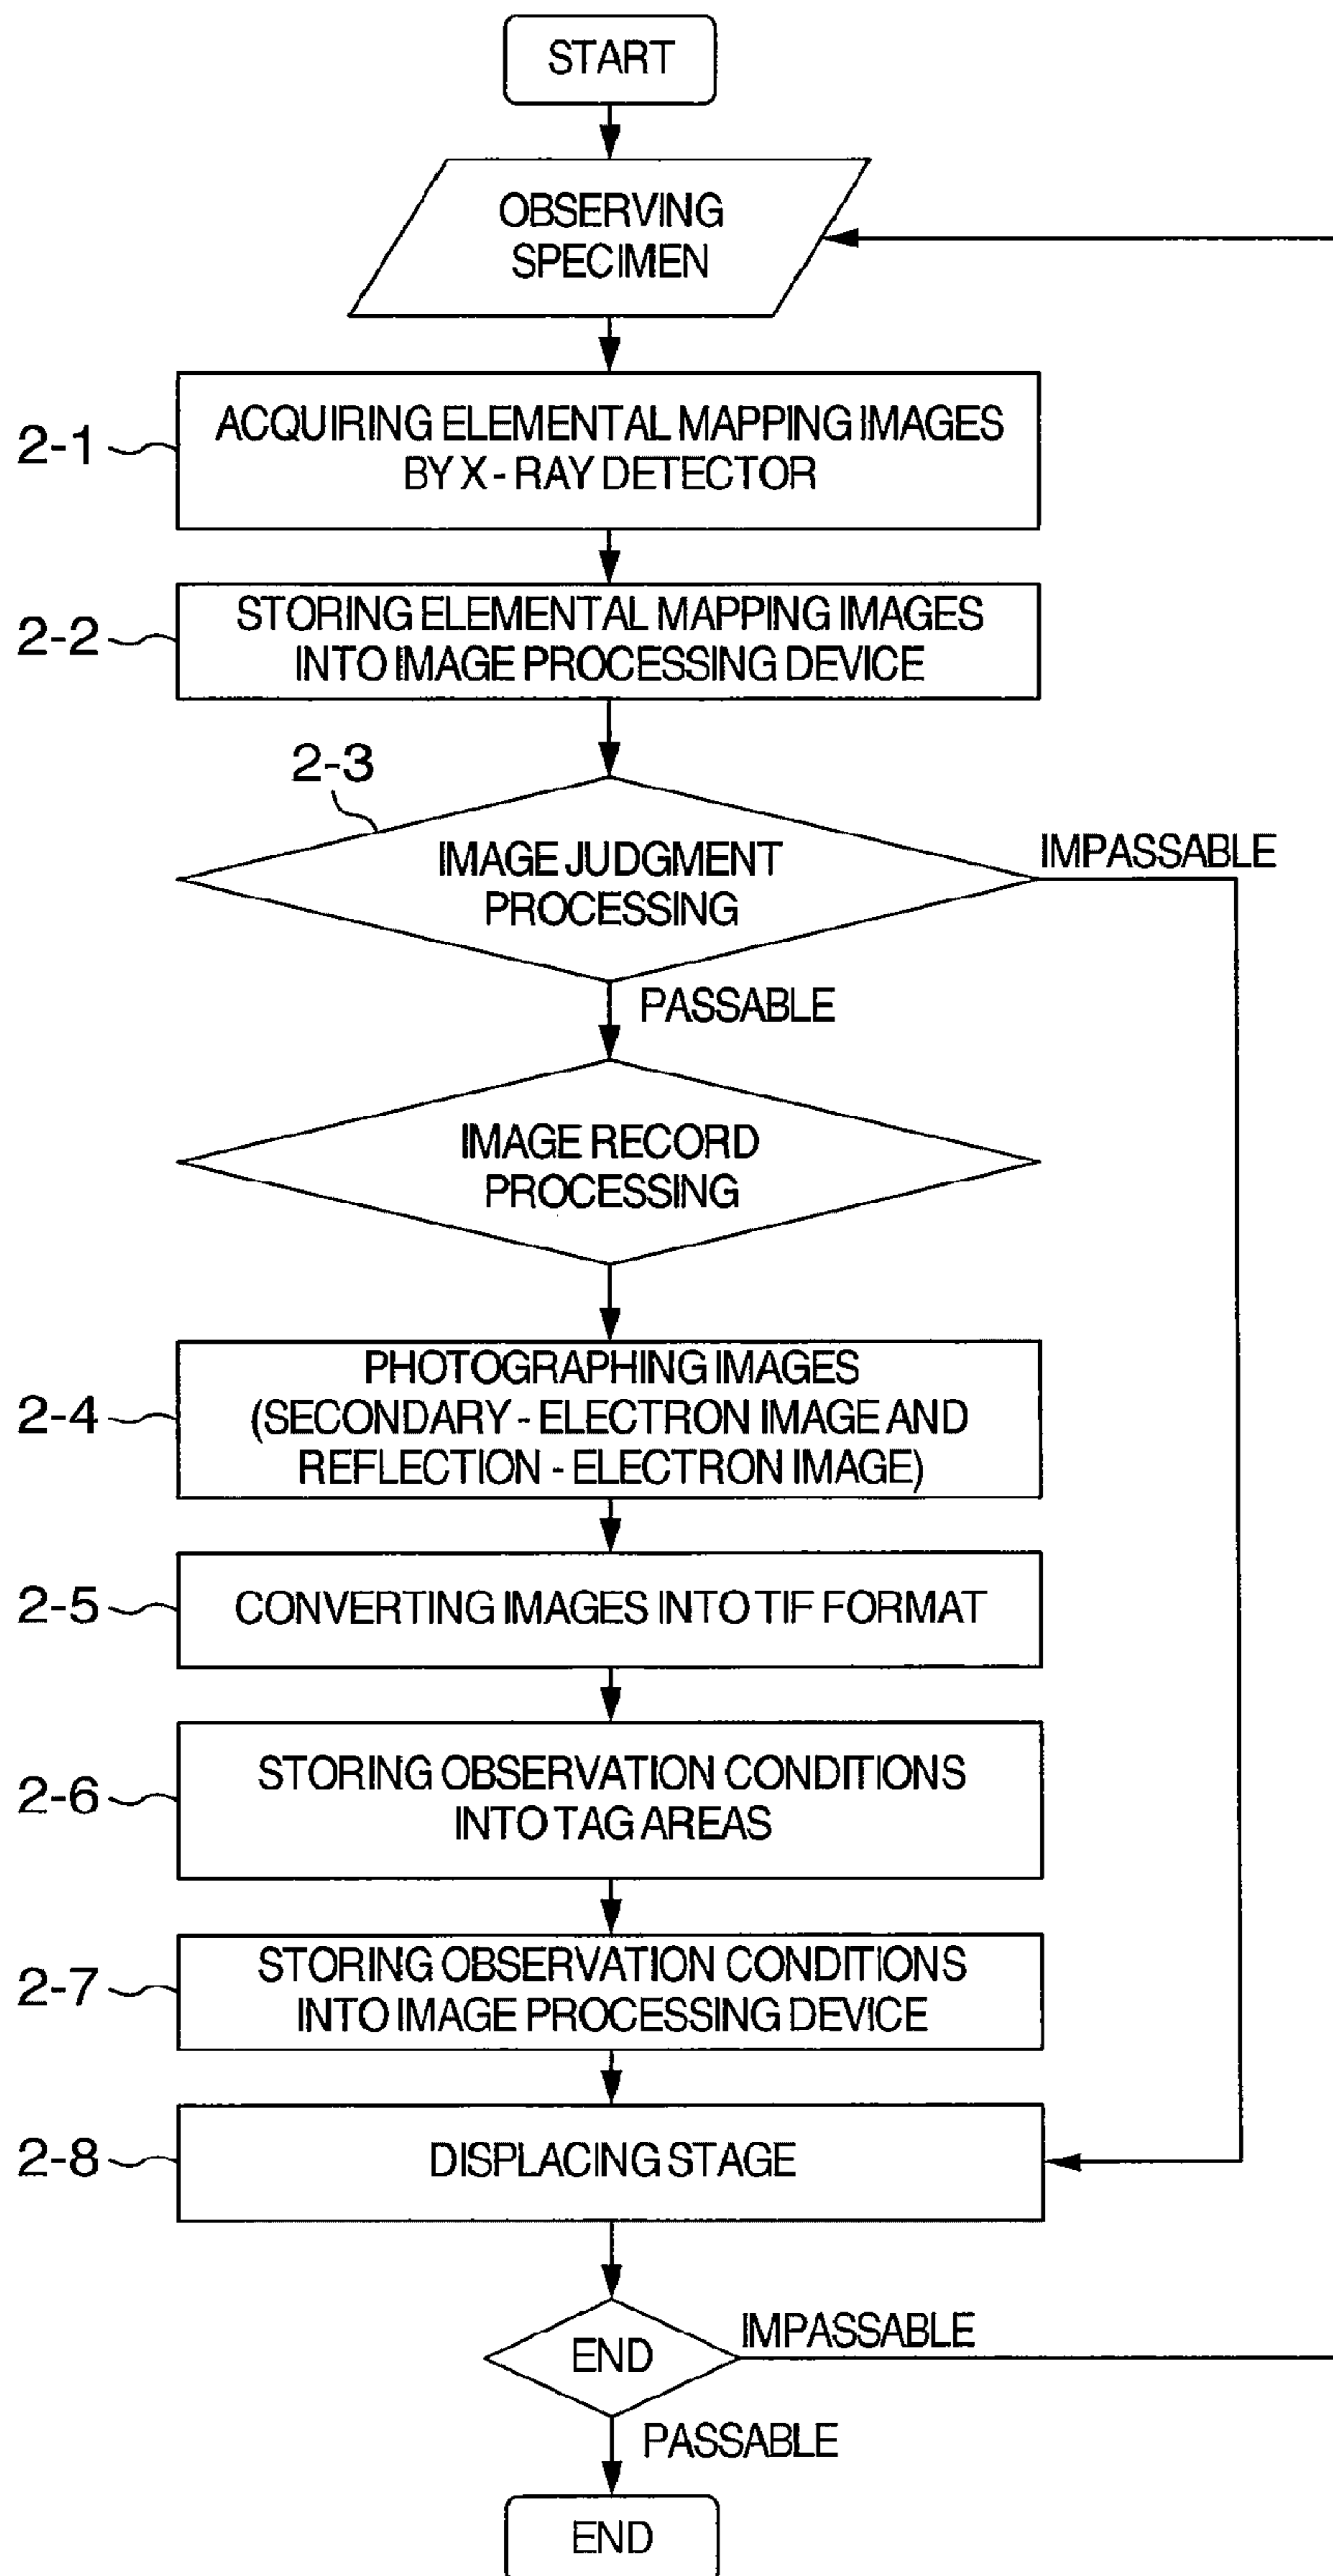 START
OBSERVING
SPECIMEN
2-1
ACQUIRING ELEMENTAL MAPPING IMAGES
BY X - RAY DETECTOR
2-2
STORING ELEMENTAL MAPPING IMAGES
INTO IMAGE PROCESSING DEVICE
2-3
IMAGE JUDGMENT
PROCESSING
IMPASSABLE
PASSABLE
IMAGE RECORD
PROCESSING
2-4
PHOTOGRAPHING IMAGES
(SECONDARY - ELECTRON IMAGE AND
REFLECTION - ELECTRON IMAGE)
2-5
CONVERTING IMAGES INTO TIF FORMAT
2-6
STORING OBSERVATION CONDITIONS
INTO TAG AREAS
2-7
STORING OBSERVATION CONDITIONS
INTO IMAGE PROCESSING DEVICE
2-8
DISPLACING STAGE
END
IMPASSABLE
PASSABLE
END